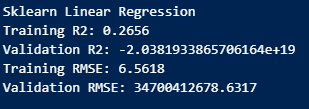 Sklearn Linear Regression
Training R2: 0.2656
Validation R2: -2.0381933865706164e+19
Training RMSE: 6.5618
Validation RMSE: 34700412678.6317